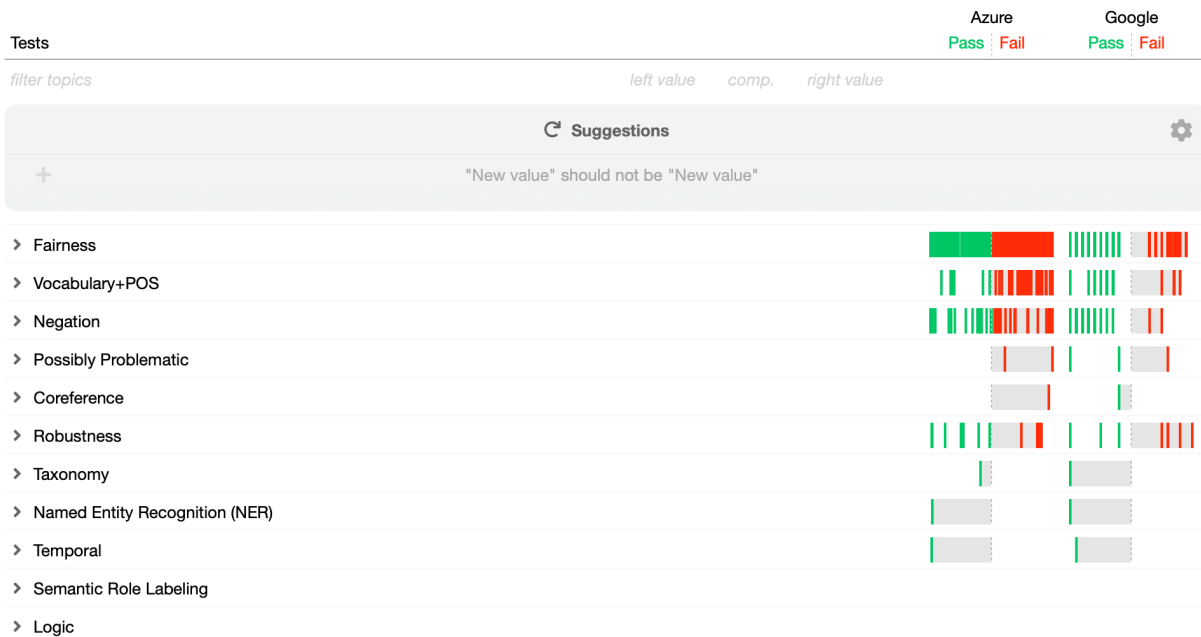 Azure Google
Tests Pass Fail Pass Fail
filter topics left value comp. right value
Suggestions
"New value" should not be "New value"
Fairness
Vocabulary+POS
Negation
Possibly Problematic
Coreference
Robustness
Taxonomy
Named Entity Recognition (NER)
Temporal
Semantic Role Labeling
Logic